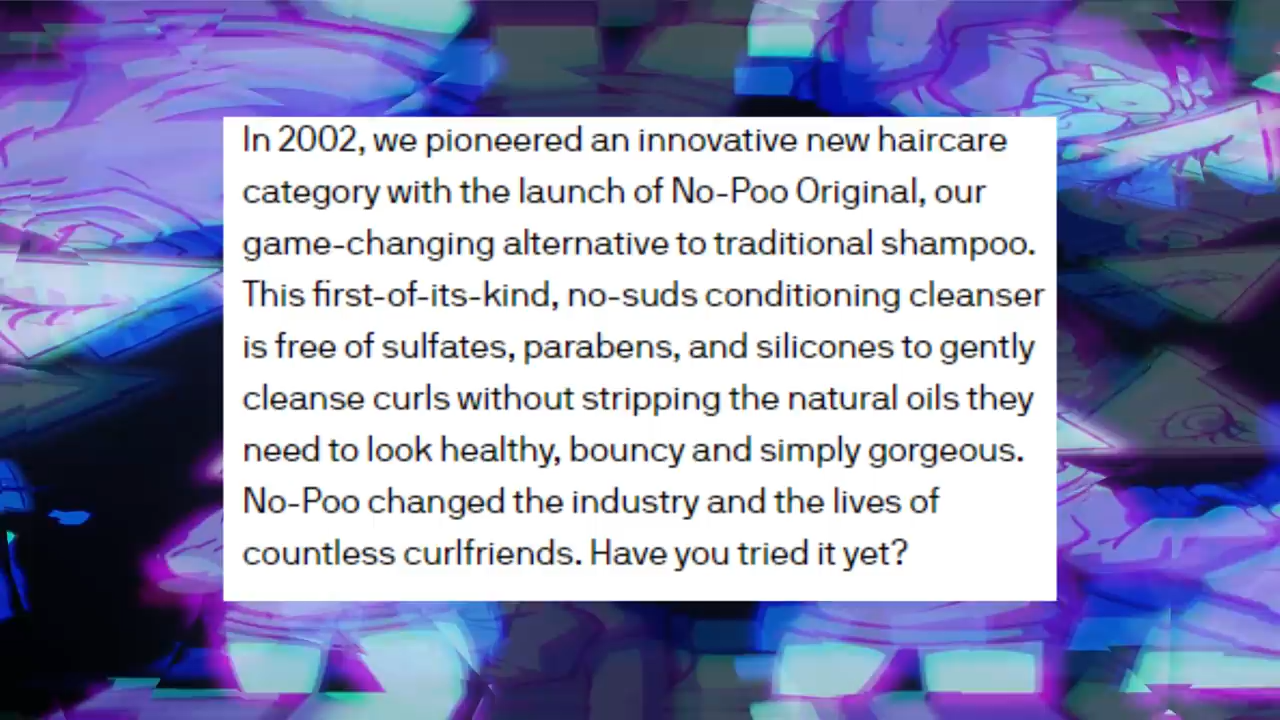 In 2002, we pioneered an innovative new haircare
category with the launch of No-Poo Original, our
game-changing alternative to traditional shampoo.
This first-of-its-kind, no-suds conditioning cleanser
is free of sulfates, parabens, and silicones to gently
cleanse curls without stripping the natural oils they
need to look healthy, bouncy and simply gorgeous.
No-Poo changed the industry and the lives of
countless curlfriends. Have you tried it yet?